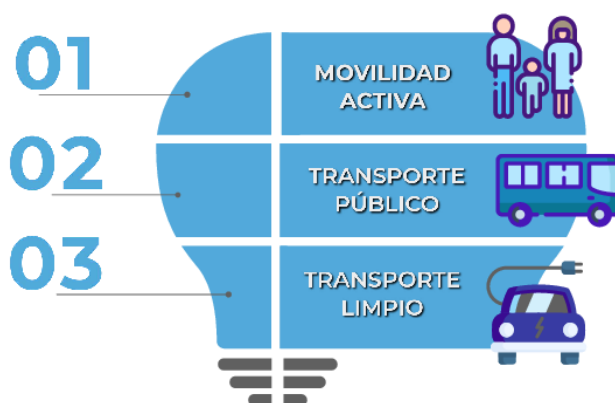 01
MOVILIDAD
ACTIVA
02
TRANSPORTE
PÚBLICO
03
TRANSPORTE
LIMPIO